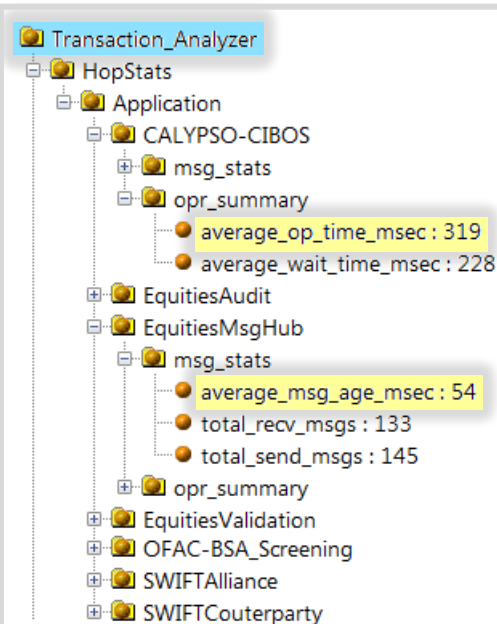 Transaction_Analyzer
HopStats
Application
CALYPSO-CIBOS
msg_stats
opr_summary
average_op_time_msec : 319
average_wait_time_msec : 228
EquitiesAudit
EquitiesMsgHub
msg_stats
average_msg_age_msec : 54
total_recv_msgs : 133
total_send_msgs : 145
opr_summary
EquitiesValidation
OFAC-BSA_Screening
SWIFTAlliance
SWIFTCouterparty